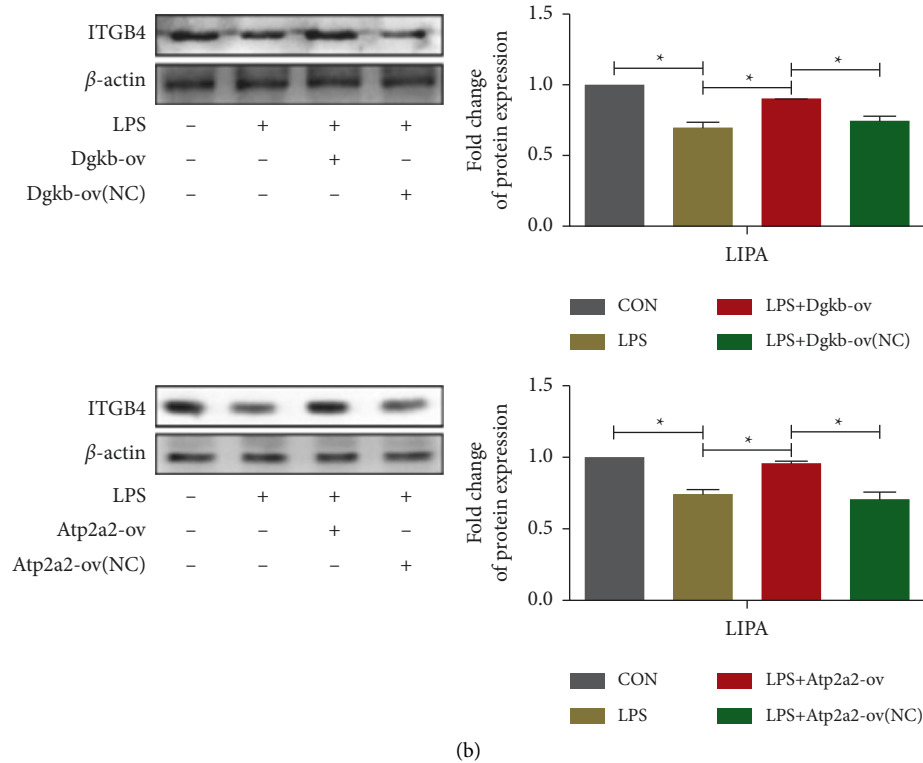 ITGB4
β-actin
LPS – + + +
Dgkb-ov – – + –
Dgkb-ov(NC) – – – +
Fold change
of protein expression
1.5
1.0
0.5
0.0
* * *
LIPA
CON LPS+Dgkb-ov
LPS LPS+Dgkb-ov(NC)
ITGB4
β-actin
LPS – + + +
Atp2a2-ov – – + –
Atp2a2-ov(NC) – – – +
Fold change
of protein expression
1.5
1.0
0.5
0.0
* * *
LIPA
CON LPS+Atp2a2-ov
LPS LPS+Atp2a2-ov(NC)
(b)